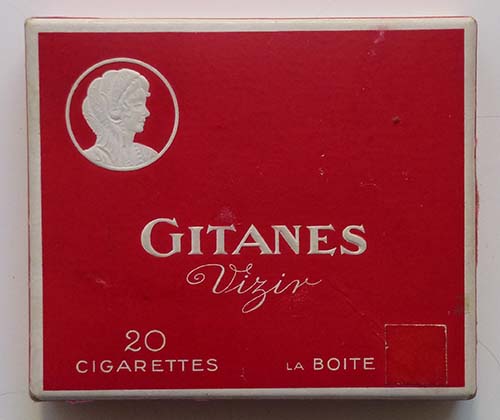 GITANES
Vizir
20
CIGARETTES LA BOITE